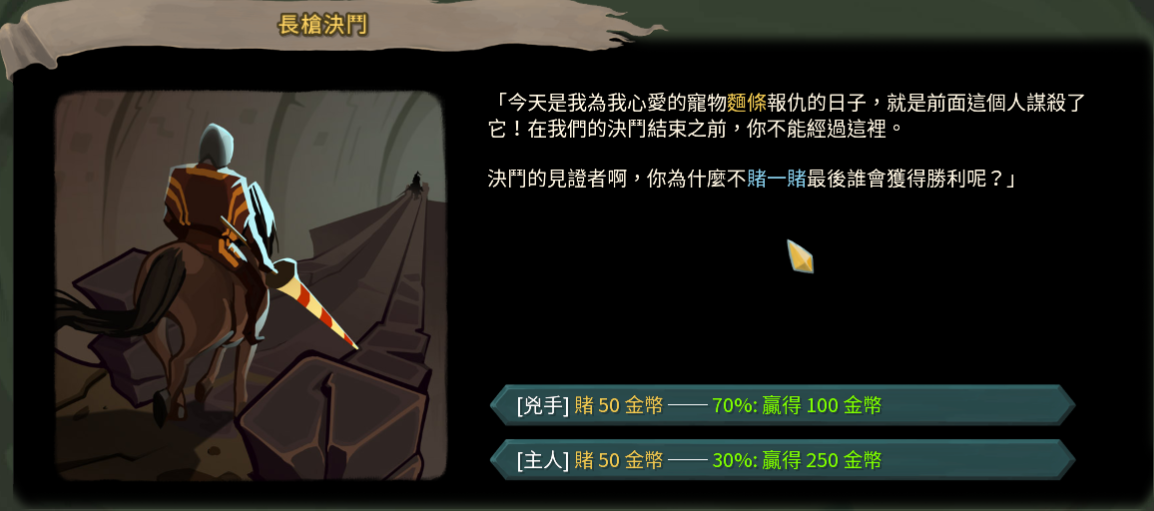 長槍決鬥
「今天是我為我心愛的寵物麵條報仇的日子，就是前面這個人謀殺了
它！在我們的決鬥結束之前，你不能經過這裡。
決鬥的見證者啊，你為什麼不賭一賭最後誰會獲得勝利呢？」
[兇手] 賭 50 金幣 —— 70%: 贏得 100 金幣
[主人] 賭 50 金幣 —— 30%: 贏得 250 金幣